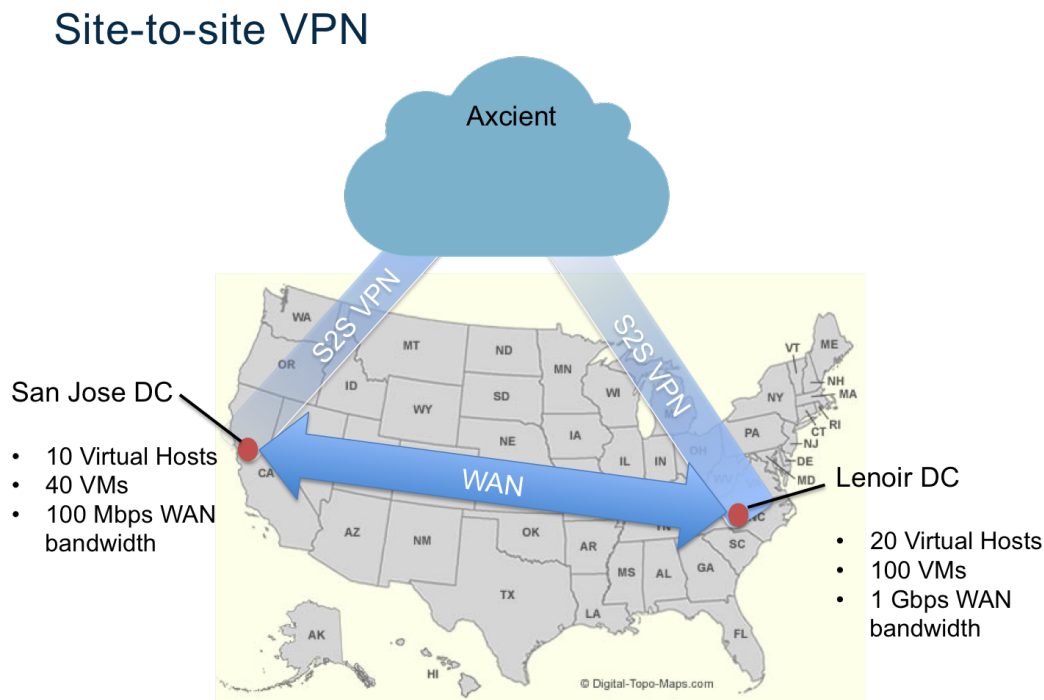 Site-to-site VPN
Axcient
S2S VPN
S2S VPN
San Jose DC
• 10 Virtual Hosts
• 40 VMs
• 100 Mbps WAN
bandwidth
WAN
Lenoir DC
• 20 Virtual Hosts
• 100 VMs
• 1 Gbps WAN
bandwidth
WA
MT
ND
MN
VT
ME
OR
ID
SD
WI
NH
MA
NY
WY
RI
CT
PA
NE
IA
NJ
IL
IN
OH
DE
MD
WV
CA
NC
TN
AZ
NM
OK
AR
SC
MS
AL
GA
TX
LA
FL
AK
HI
© Digital-Topo-Maps.com